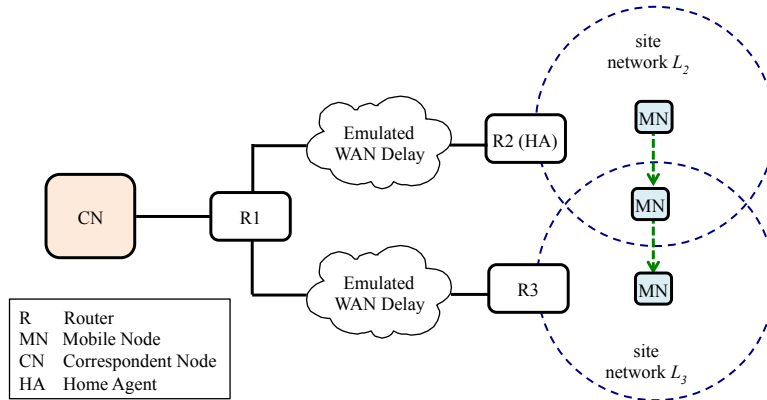 site
network L2
MN
Emulated
WAN Delay
R2 (HA)
CN
R1
MN
Emulated
WAN Delay
R3
MN
R Router
MN Mobile Node
CN Correspondent Node
HA Home Agent
site
network L3